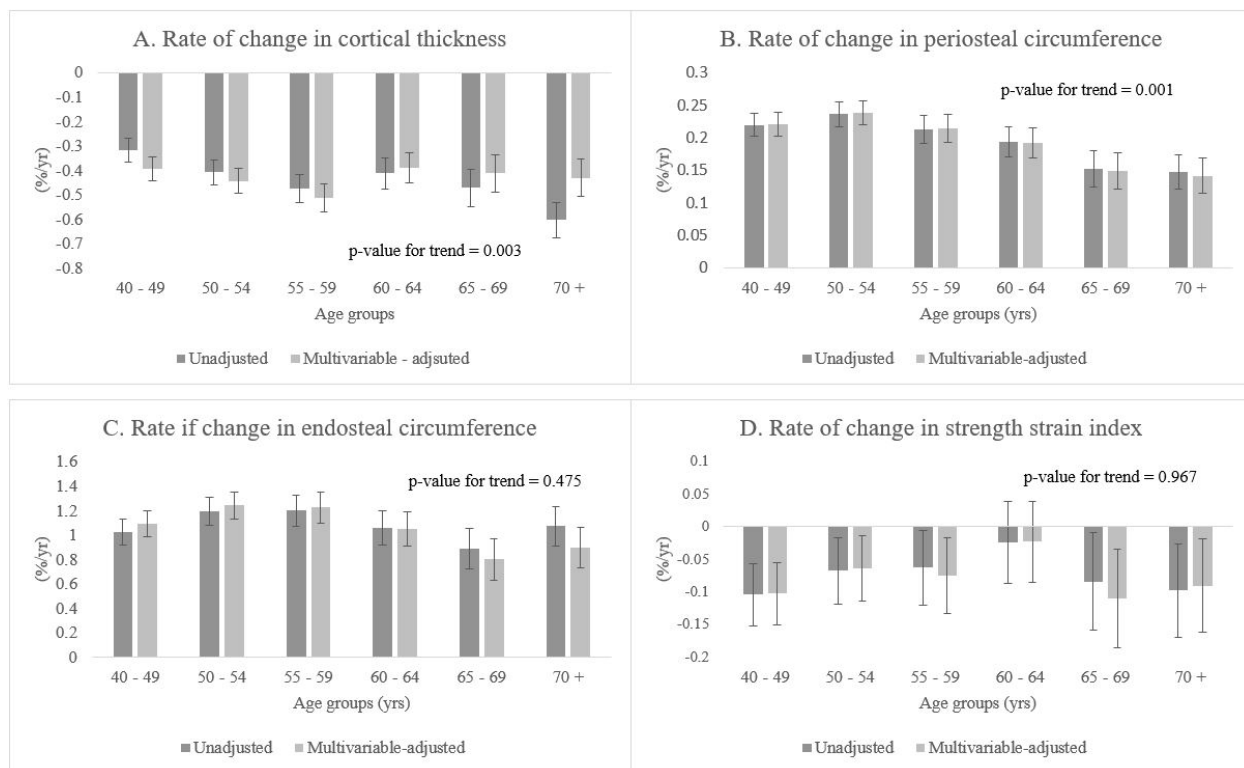 A. Rate of change in cortical thickness
0
-0.1
-0.2
-0.3
-0.4
-0.5
-0.6
-0.7
-0.8
(%/yr)
p-value for trend = 0.003
40 - 49 50 - 54 55 - 59 60 - 64 65 - 69 70 +
Age groups
Unadjusted Multivariable - adjsuted
B. Rate of change in periosteal circumference
0.3
0.25
0.2
0.15
0.1
0.05
0
(%/yr)
p-value for trend = 0.001
40 - 49 50 - 54 55 - 59 60 - 64 65 - 69 70 +
Age groups (yrs)
Unadjusted Multivariable-adjusted
C. Rate if change in endosteal circumference
1.6
1.4
1.2
1
0.8
0.6
0.4
0.2
0
(%/yr)
p-value for trend = 0.475
40 - 49 50 - 54 55 - 59 60 - 64 65 - 69 70 +
Age groups (yrs)
Unadjusted Multivariable-adjusted
D. Rate of change in strength strain index
0.1
0.05
0
-0.05
-0.1
-0.15
-0.2
(%/yr)
p-value for trend = 0.967
40 - 49 50 - 54 55 - 59 60 - 64 65 - 69 70 +
Age groups (yrs)
Unadjusted Multivariable-adjusted